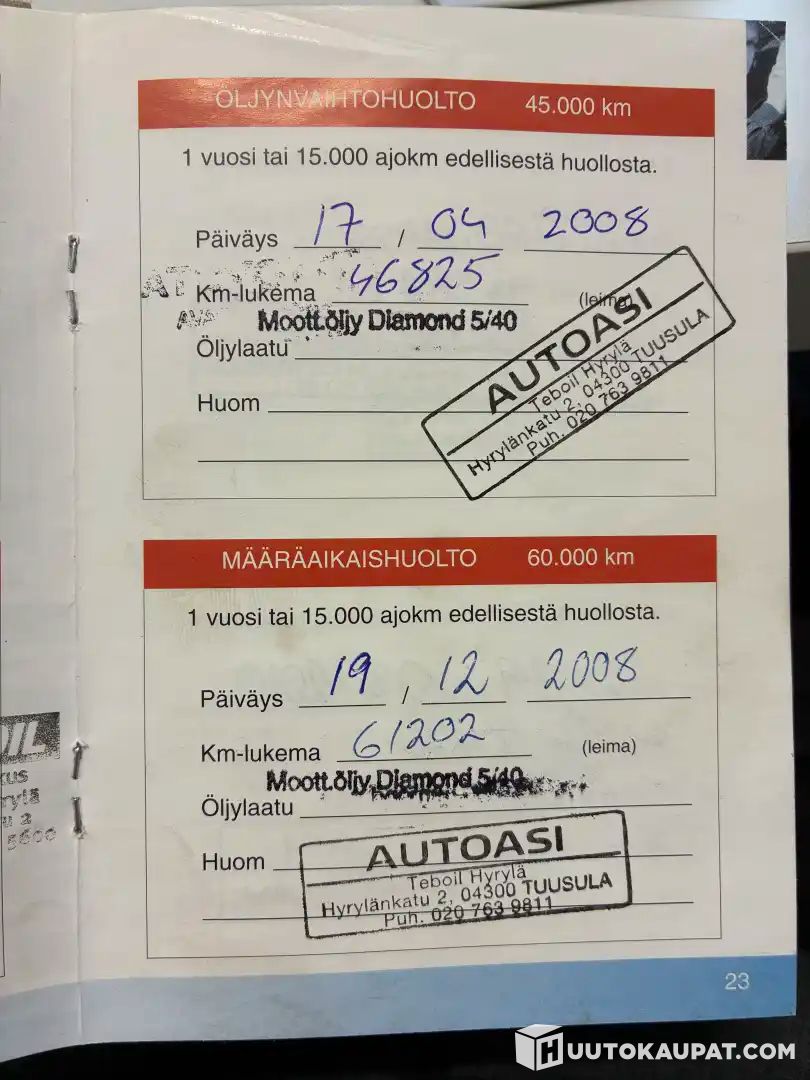 ÖLJYNVAIHTOHUOLTO 45.000 km
1 vuosi tai 15.000 ajokm edellisestä huollosta.
Päiväys 17 / 04 2008
Km-lukema 46825 (leima)
Moott.öljy Diamond 5/40
Öljylaatu
Huom
AUTOASI
Teboil Hyrylä
Hyrylänkatu 2, 04300 TUUSULA
Puh. 020 763 9811
MÄÄRÄAIKAISHUOLTO 60.000 km
1 vuosi tai 15.000 ajokm edellisestä huollosta.
Päiväys 19 / 12 2008
Km-lukema 61202 (leima)
Moott.öljy Diamond 5/40
Öljylaatu
Huom
AUTOASI
Teboil Hyrylä
Hyrylänkatu 2, 04300 TUUSULA
Puh. 020 763 9811
23
HUUTOKAUPAT.COM